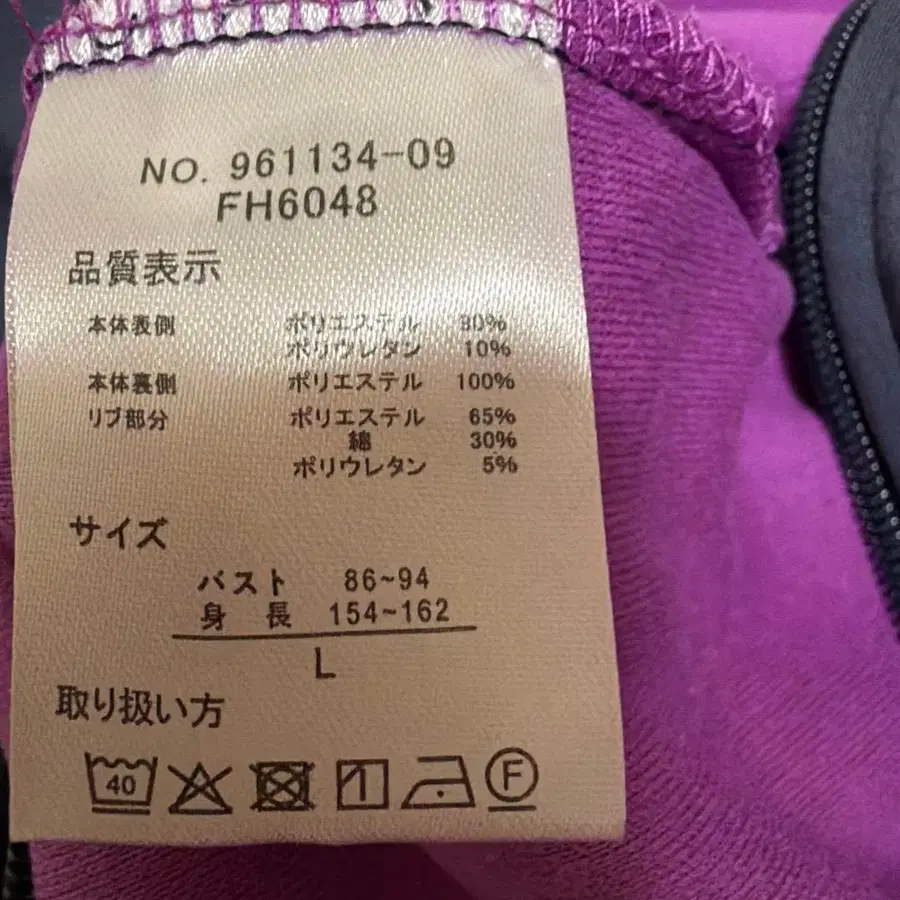 NO. 961134-09
FH6048
品質表示
本体表側 ポリエステル 90%
ポリウレタン 10%
本体裏側 ポリエステル 100%
リブ部分 ポリエステル 65%
綿 30%
ポリウレタン 5%
サイズ
バスト 86~94
身長 154~162
L
取り扱い方
40
F